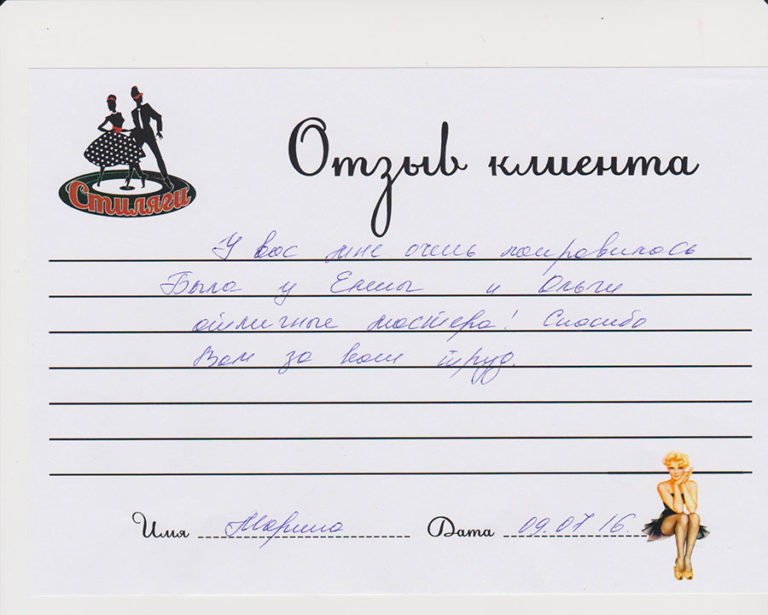 Стиляги
Отзыв клиента
У вас мне очень понравилось
Была у Елены и Ольги
отличные мастера! Спасибо
Вам за ваш труд.
Имя Марина Дата 09.07.16.